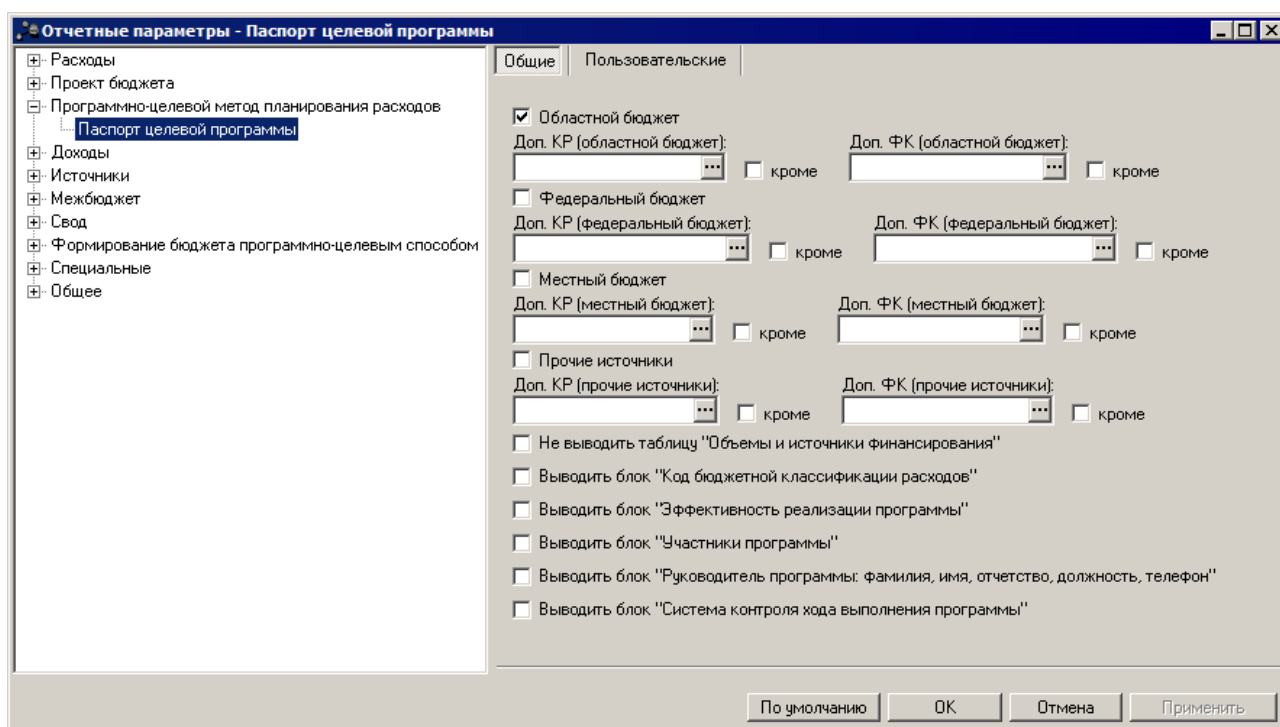 Отчетные параметры - Паспорт целевой программы
Расходы
Проект бюджета
Программно-целевой метод планирования расходов
Паспорт целевой программы
Доходы
Источники
Межбюджет
Свод
Формирование бюджета программно-целевым способом
Специальные
Общее
Общие Пользовательские
Областной бюджет
Доп. КР (областной бюджет): Доп. ФК (областной бюджет):
... кроме ... кроме
Федеральный бюджет
Доп. КР (федеральный бюджет): Доп. ФК (федеральный бюджет):
... кроме ... кроме
Местный бюджет
Доп. КР (местный бюджет): Доп. ФК (местный бюджет):
... кроме ... кроме
Прочие источники
Доп. КР (прочие источники): Доп. ФК (прочие источники):
... кроме ... кроме
Не выводить таблицу "Объемы и источники финансирования"
Выводить блок "Код бюджетной классификации расходов"
Выводить блок "Эффективность реализации программы"
Выводить блок "Участники программы"
Выводить блок "Руководитель программы: фамилия, имя, отчетство, должность, телефон"
Выводить блок "Система контроля хода выполнения программы"
По умолчанию OK Отмена Применить